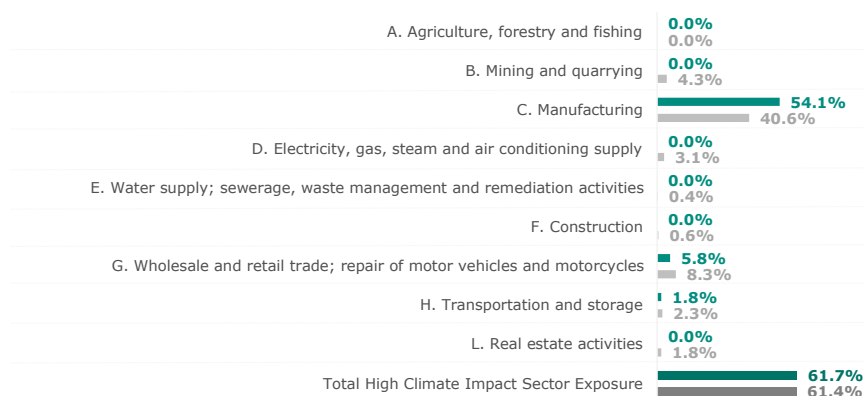 A. Agriculture, forestry and fishing
0.0%
0.0%
B. Mining and quarrying
0.0%
4.3%
C. Manufacturing
54.1%
40.6%
D. Electricity, gas, steam and air conditioning supply
0.0%
3.1%
E. Water supply; sewerage, waste management and remediation activities
0.0%
0.4%
F. Construction
0.0%
0.6%
G. Wholesale and retail trade; repair of motor vehicles and motorcycles
5.8%
8.3%
H. Transportation and storage
1.8%
2.3%
L. Real estate activities
0.0%
1.8%
Total High Climate Impact Sector Exposure
61.7%
61.4%